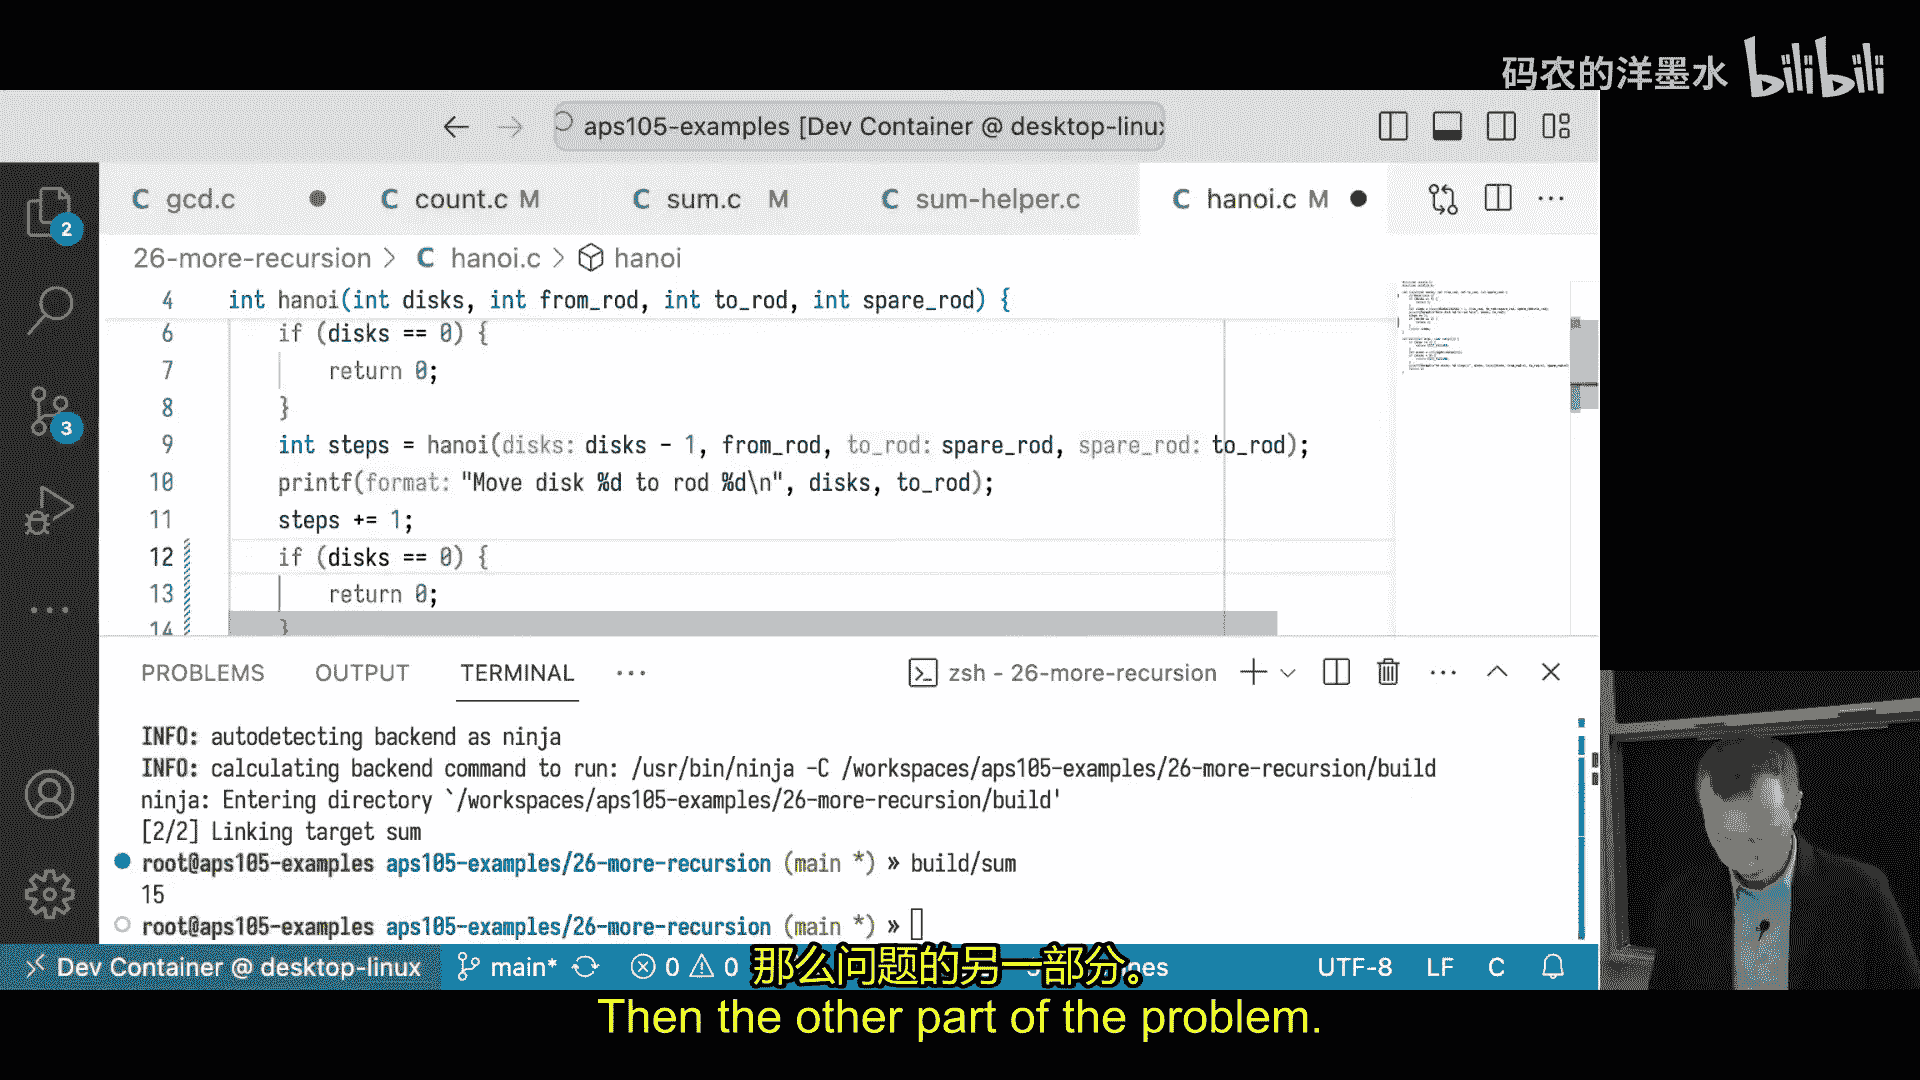 码农的洋墨水 bilibili
aps105-examples [Dev Container @ desktop-linux
gcd.c
count.c M
sum.c M
sum-helper.c
hanoi.c M
26-more-recursion > C hanoi.c > hanoi
4 int hanoi(int disks, int from_rod, int to_rod, int spare_rod) {
6 if (disks == 0) {
7 return 0;
8 }
9 int steps = hanoi(disks: disks - 1, from_rod, to_rod: spare_rod, spare_rod: to_rod);
10 printf(format: "Move disk %d to rod %d\n", disks, to_rod);
11 steps += 1;
12 if (disks == 0) {
13 return 0;
14 }
PROBLEMS OUTPUT TERMINAL ··· zsh - 26-more-recursion
INFO: autodetecting backend as ninja
INFO: calculating backend command to run: /usr/bin/ninja -C /workspaces/aps105-examples/26-more-recursion/build
ninja: Entering directory `/workspaces/aps105-examples/26-more-recursion/build'
[2/2] Linking target sum
root@aps105-examples aps105-examples/26-more-recursion (main *) » build/sum
15
root@aps105-examples aps105-examples/26-more-recursion (main *) »
2
3
Dev Container @ desktop-linux main* 0 0 UTF-8 LF C
那么问题的另一部分。
Then the other part of the problem.